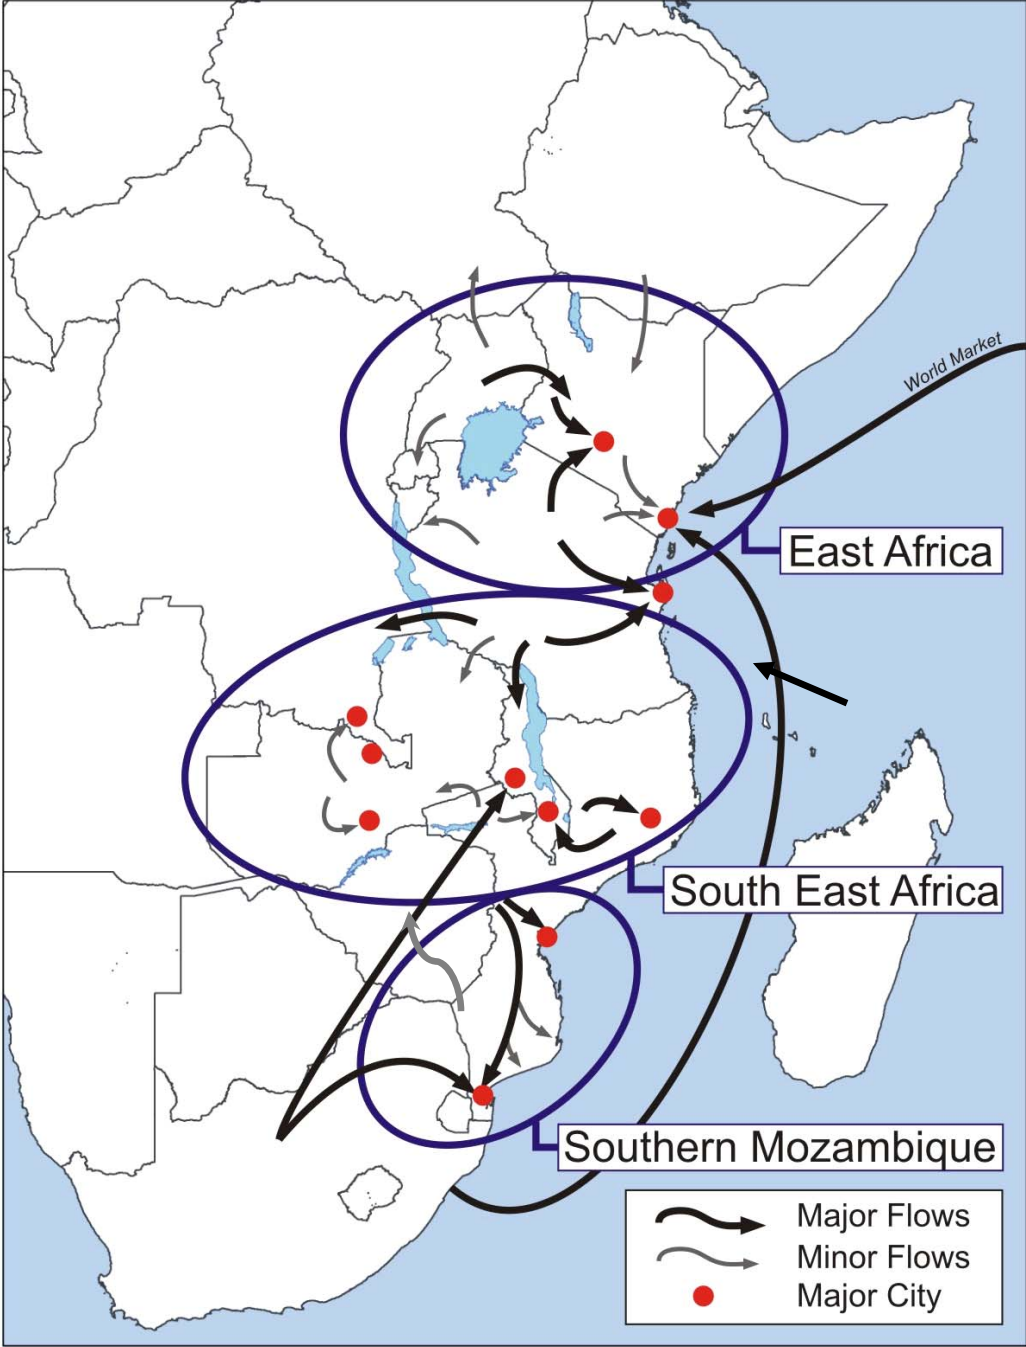 World Market
East Africa
South East Africa
Southern Mozambique
Major Flows
Minor Flows
Major City